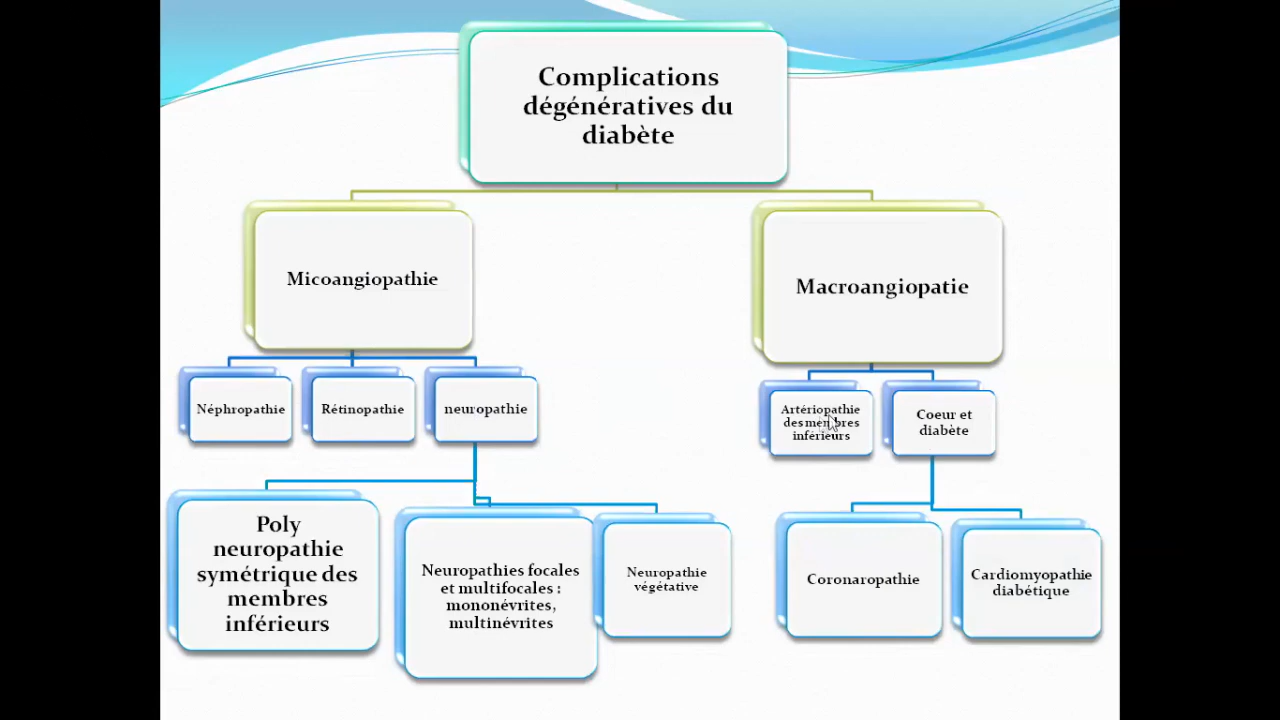 Complications
dégénératives du
diabète
Micoangiopathie
Macroangiopatie
Néphropathie
Rétinopathie
neuropathie
Artériopathie
des membres
inférieurs
Coeur et
diabète
Poly
neuropathie
symétrique des
membres
inférieurs
Neuropathies focales
et multifocales :
mononévrites,
multinévrites
Neuropathie
végétative
Coronaropathie
Cardiomyopathie
diabétique